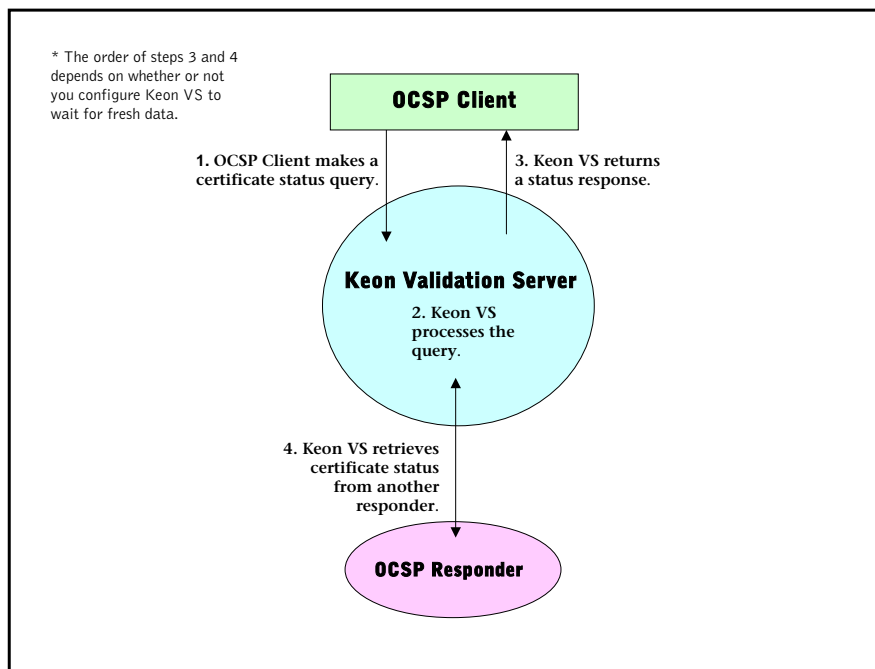 * The order of steps 3 and 4
depends on whether or not
you configure Keon VS to
wait for fresh data.
OCSP Client
1. OCSP Client makes a
certificate status query.
3. Keon VS returns
a status response.
Keon Validation Server
2. Keon VS
processes the
query.
4. Keon VS retrieves
certificate status
from another
responder.
OCSP Responder